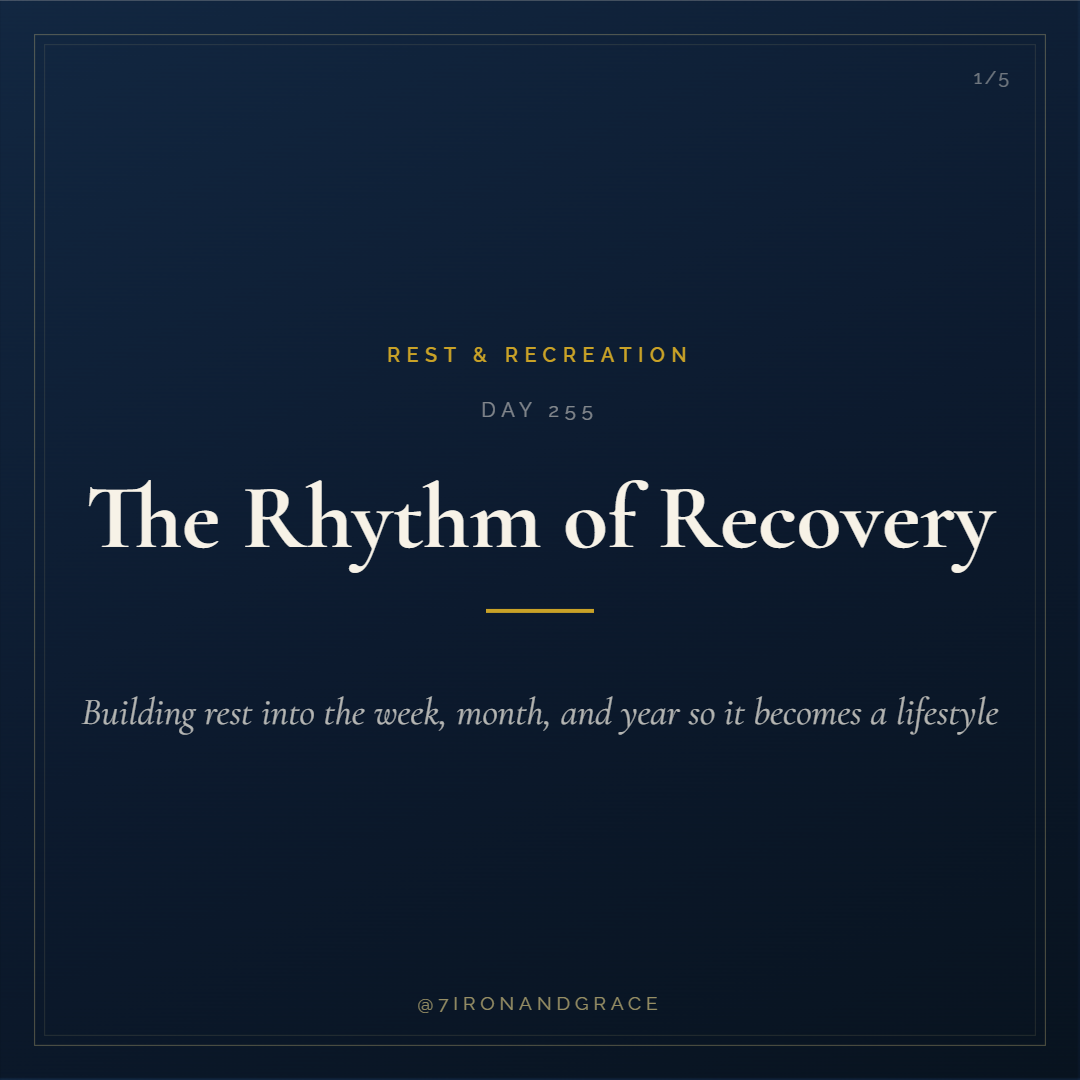 1/5
REST & RECREATION
DAY 255
The Rhythm of Recovery
Building rest into the week, month, and year so it becomes a lifestyle
@7IRONANDGRACE